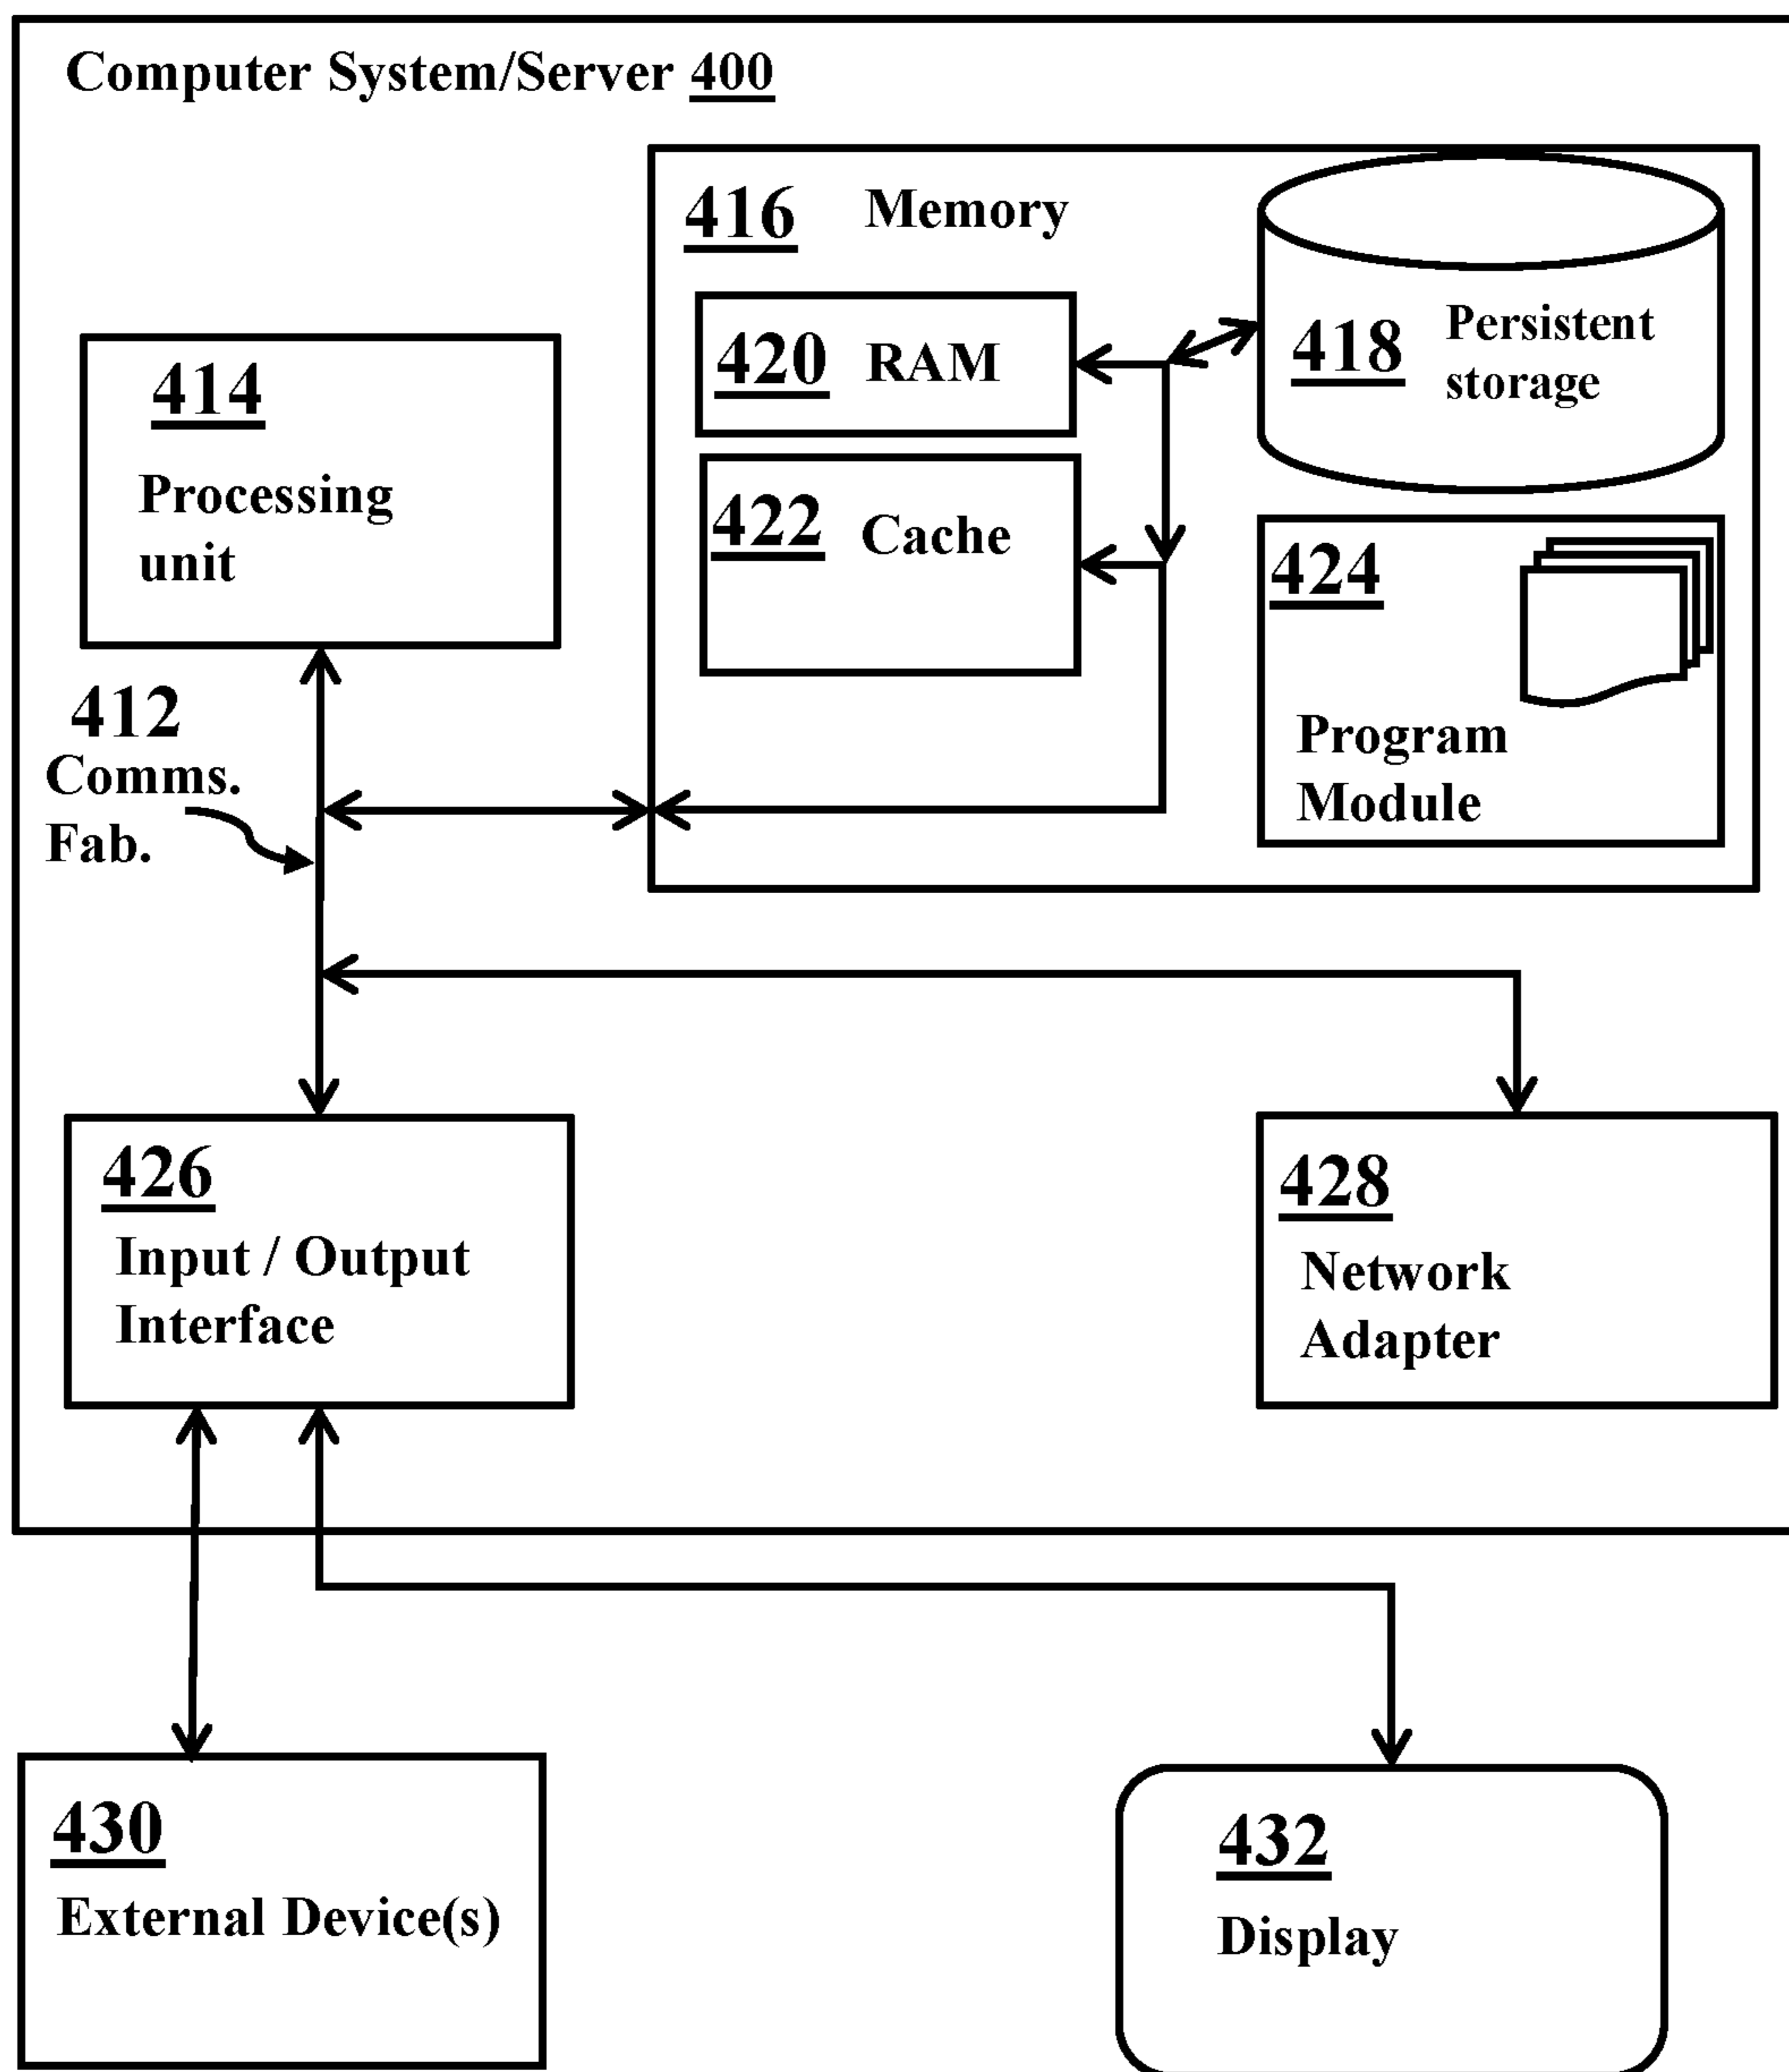 Computer System/Server 400
416 Memory
420 RAM
418 Persistent
storage
422 Cache
414
Processing
unit
424
Program
Module
412
Comms.
Fab.
426
Input / Output
Interface
428
Network
Adapter
430
External Device(s)
432
Display